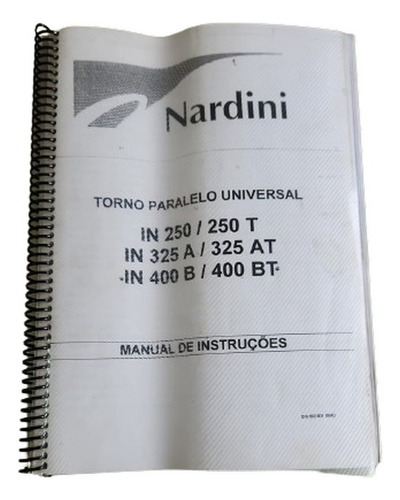 Nardini
TORNO PARALELO UNIVERSAL
IN 250 / 250 T
IN 325 A / 325 AT
IN 400 B / 400 BT
MANUAL DE INSTRUÇÕES